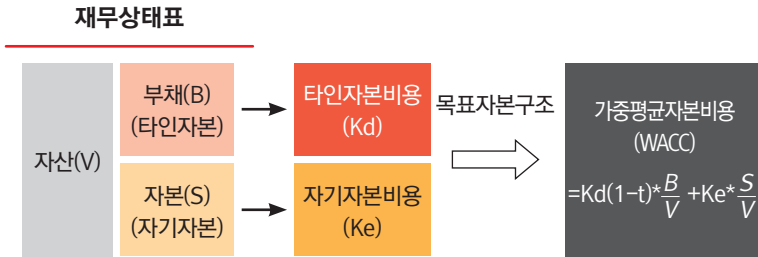 재무상태표
자산(V)
부채(B)
(타인자본)
타인자본비용
(Kd)
자본(S)
(자기자본)
자기자본비용
(Ke)
목표자본구조
가중평균자본비용
(WACC)
=Kd(1-t)*B/V +Ke*S/V